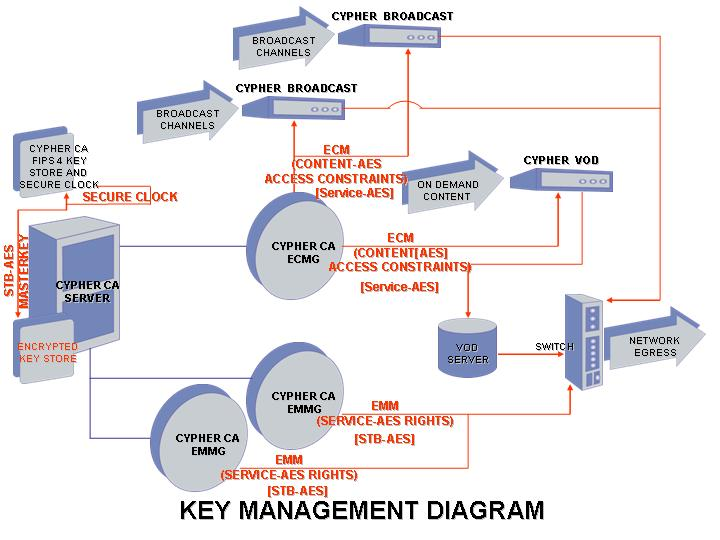 CYPHER BROADCAST
BROADCAST
CHANNELS
CYPHER BROADCAST
BROADCAST
CHANNELS
CYPHER CA
FIPS 4 KEY
STORE AND
SECURE CLOCK
SECURE CLOCK
ECM
(CONTENT-AES
ACCESS CONSTRAINTS)
[Service-AES]
CYPHER VOD
ON DEMAND
CONTENT
STB-AES
MASTERKEY
CYPHER CA
SERVER
CYPHER CA
ECMG
ECM
(CONTENT[AES]
ACCESS CONSTRAINTS)
[Service-AES]
ENCRYPTED
KEY STORE
VOD
SERVER
SWITCH
NETWORK
EGRESS
CYPHER CA
EMMG
EMM
(SERVICE-AES RIGHTS)
[STB-AES]
CYPHER CA
EMMG
EMM
(SERVICE-AES RIGHTS)
[STB-AES]
KEY MANAGEMENT DIAGRAM